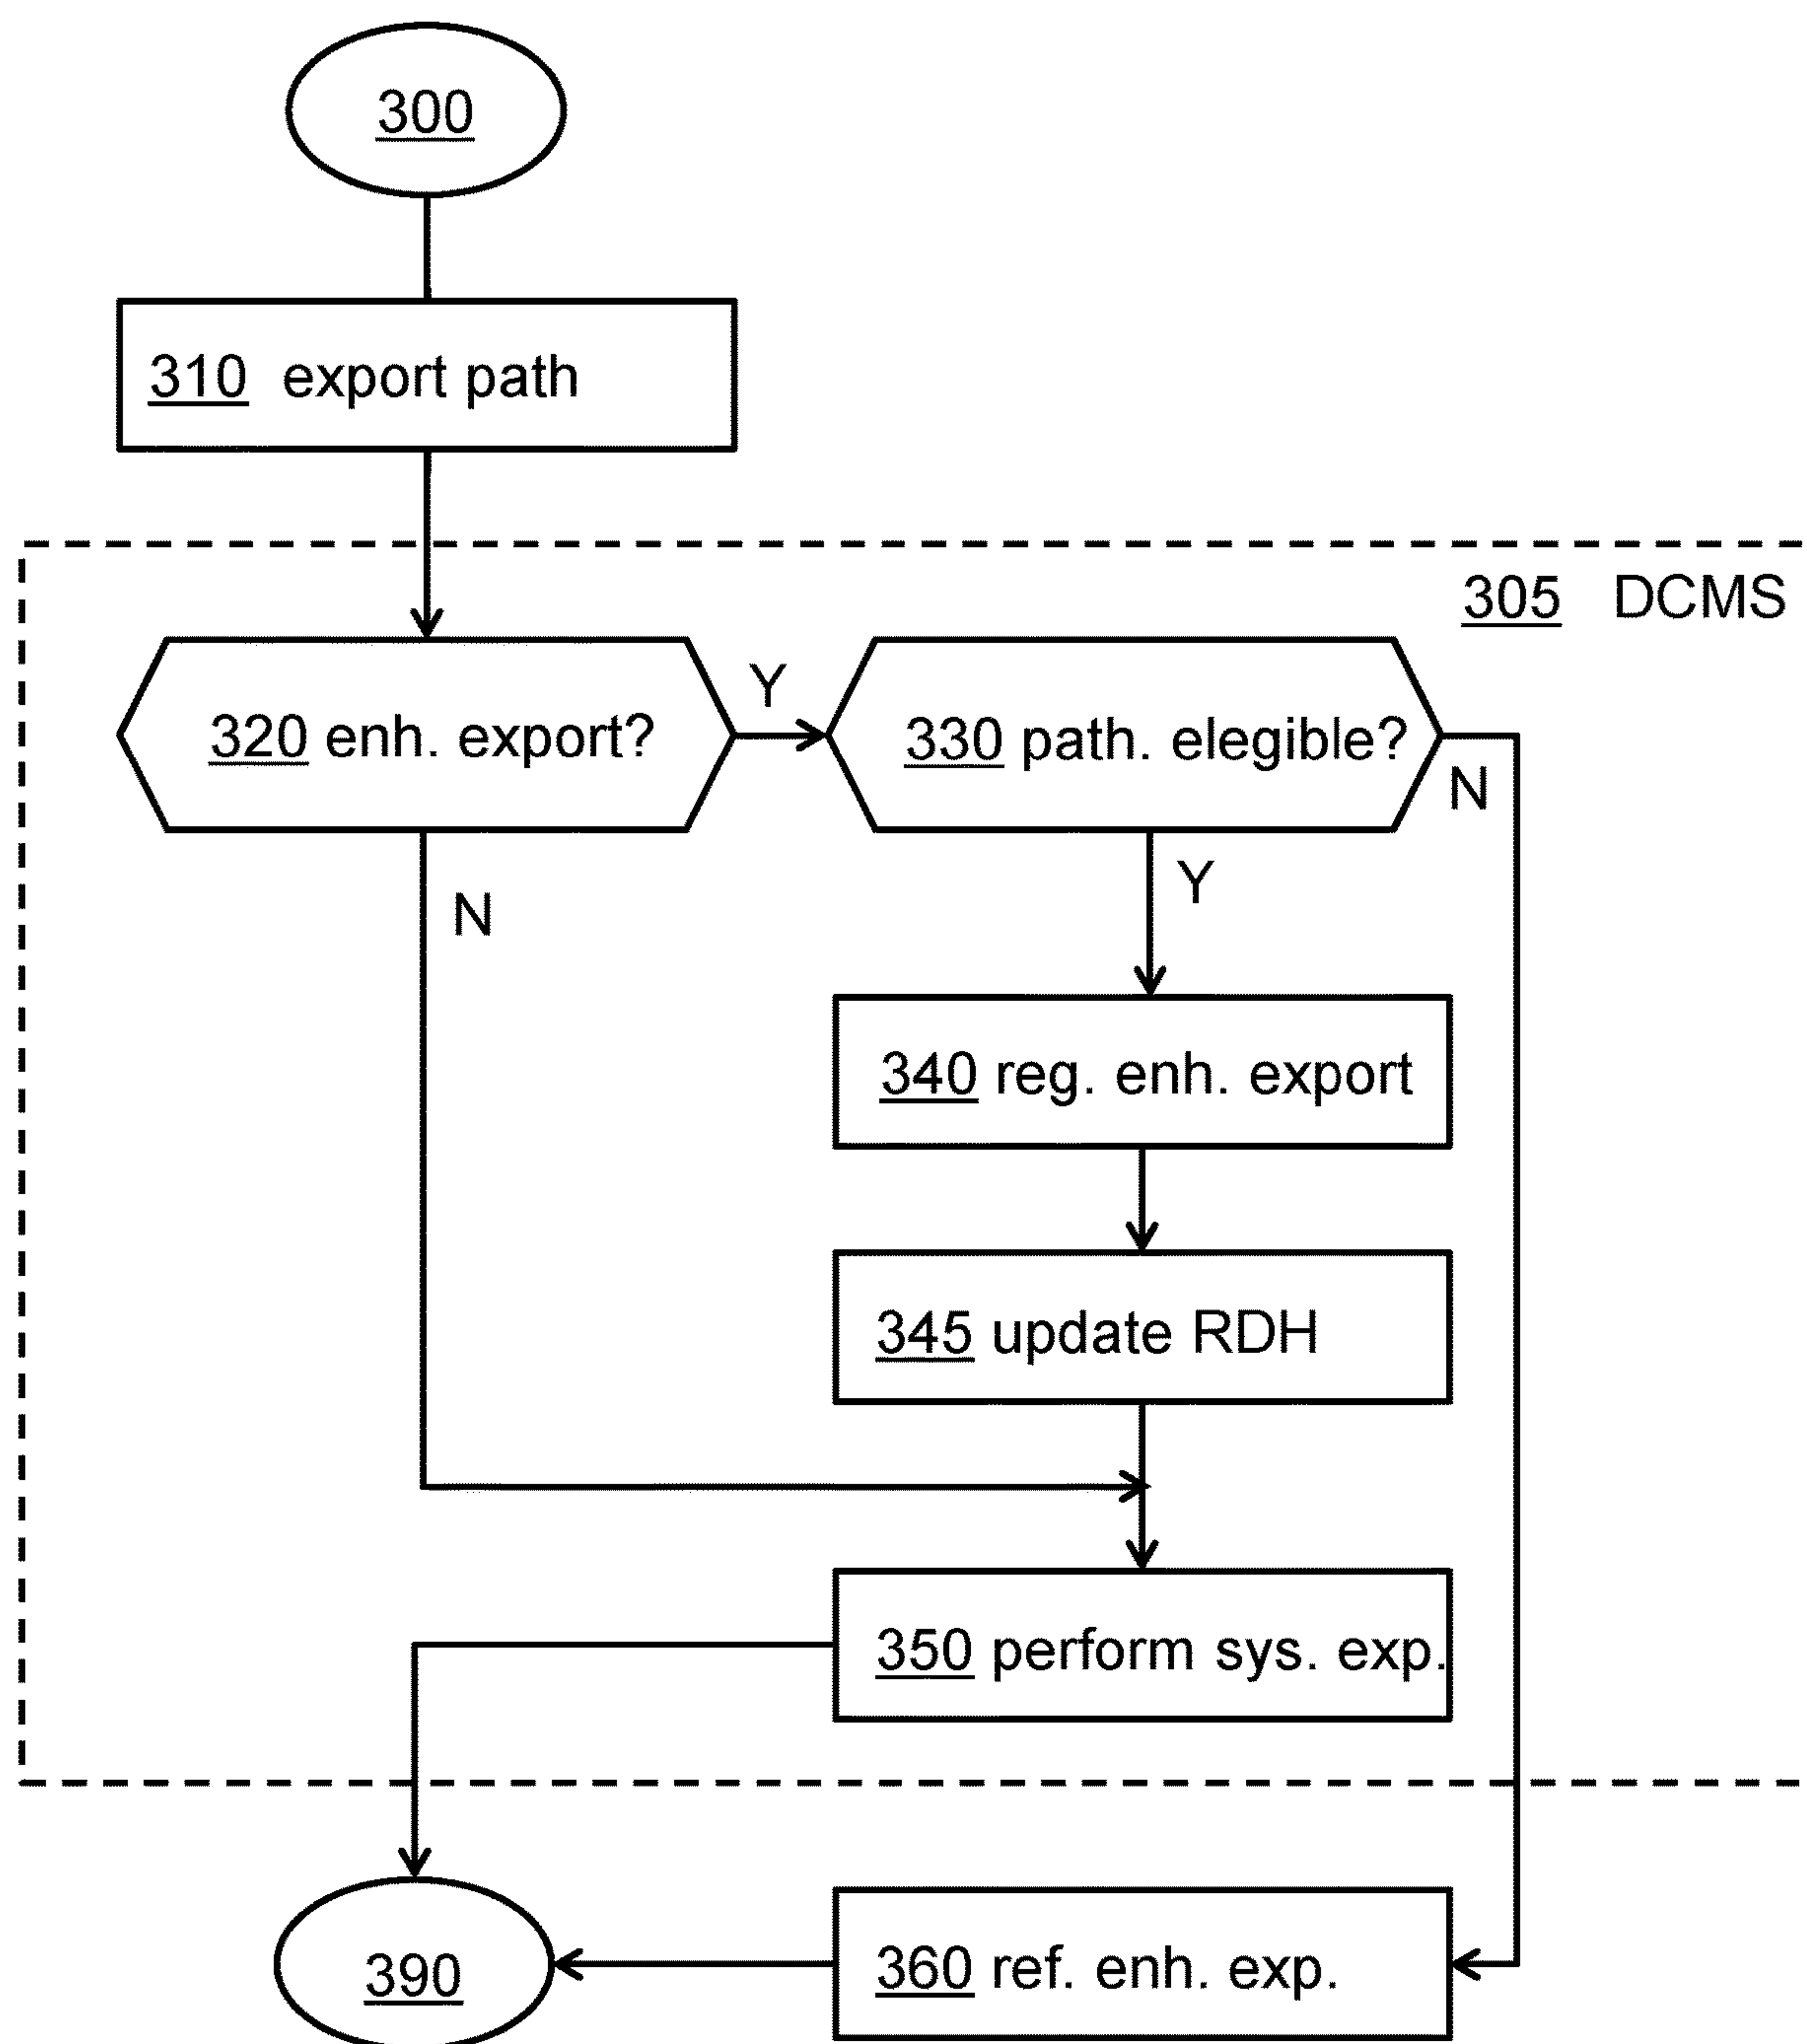 300
310 export path
305 DCMS
320 enh. export?
Y
330 path. elegible?
N
Y
N
340 reg. enh. export
345 update RDH
350 perform sys. exp.
360 ref. enh. exp.
390